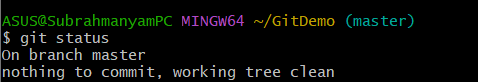 ASUS@SubrahmanyamPC MINGW64 ~/GitDemo (master)
$ git status
On branch master
nothing to commit, working tree clean